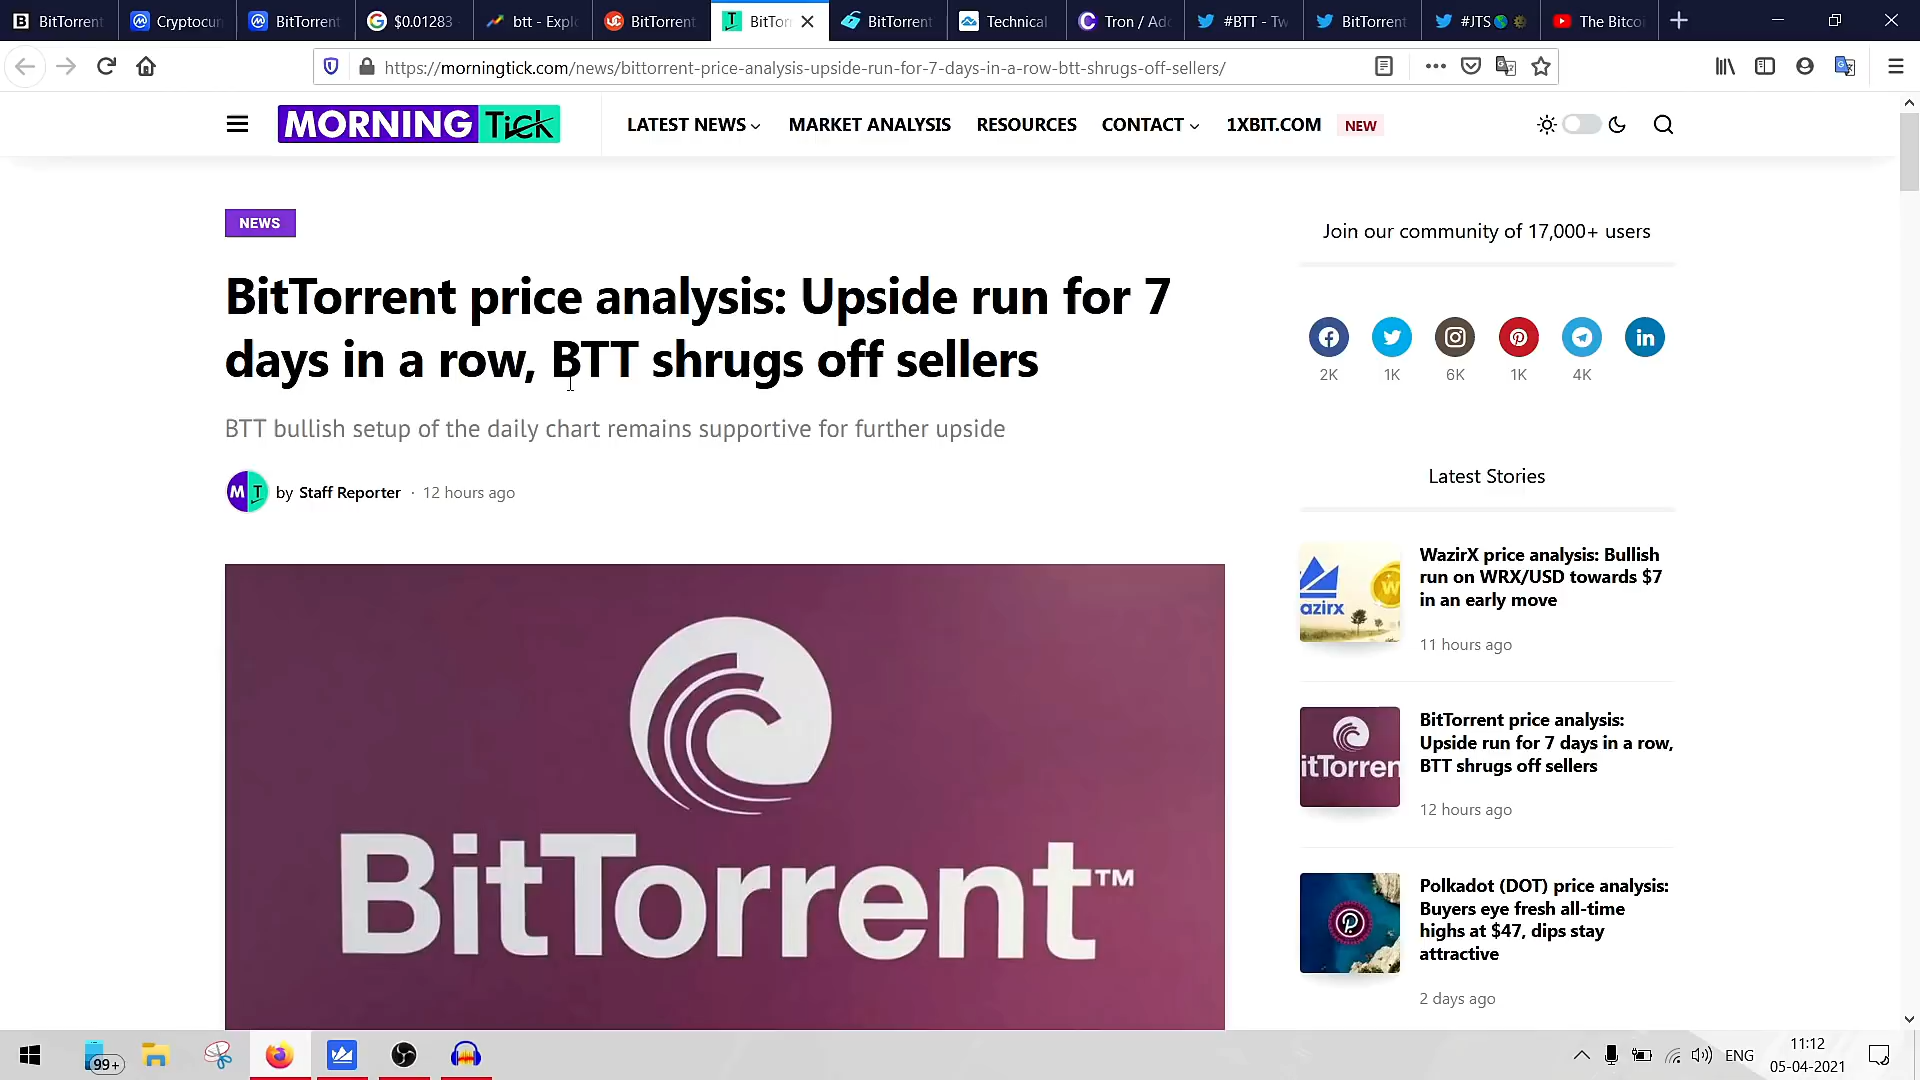 BitTorrent
Cryptocur
BitTorrent
$0.01283
btt - Expl
BitTorrent
BitTorr
BitTorrent
Technical
Tron / Ad
#BTT - Tw
BitTorrent
#JTS
The Bitco
https://morningtick.com/news/bittorrent-price-analysis-upside-run-for-7-days-in-a-row-btt-shrugs-off-sellers/
MORNING Tick
LATEST NEWS
MARKET ANALYSIS
RESOURCES
CONTACT
1XBIT.COM NEW
NEWS
BitTorrent price analysis: Upside run for 7
days in a row, BTT shrugs off sellers
BTT bullish setup of the daily chart remains supportive for further upside
MT by Staff Reporter · 12 hours ago
BitTorrent™
Join our community of 17,000+ users
2K 1K 6K 1K 4K
Latest Stories
azirx
WazirX price analysis: Bullish
run on WRX/USD towards $7
in an early move
11 hours ago
itTorren
BitTorrent price analysis:
Upside run for 7 days in a row,
BTT shrugs off sellers
12 hours ago
Polkadot (DOT) price analysis:
Buyers eye fresh all-time
highs at $47, dips stay
attractive
2 days ago
99+
ENG
11:12
05-04-2021